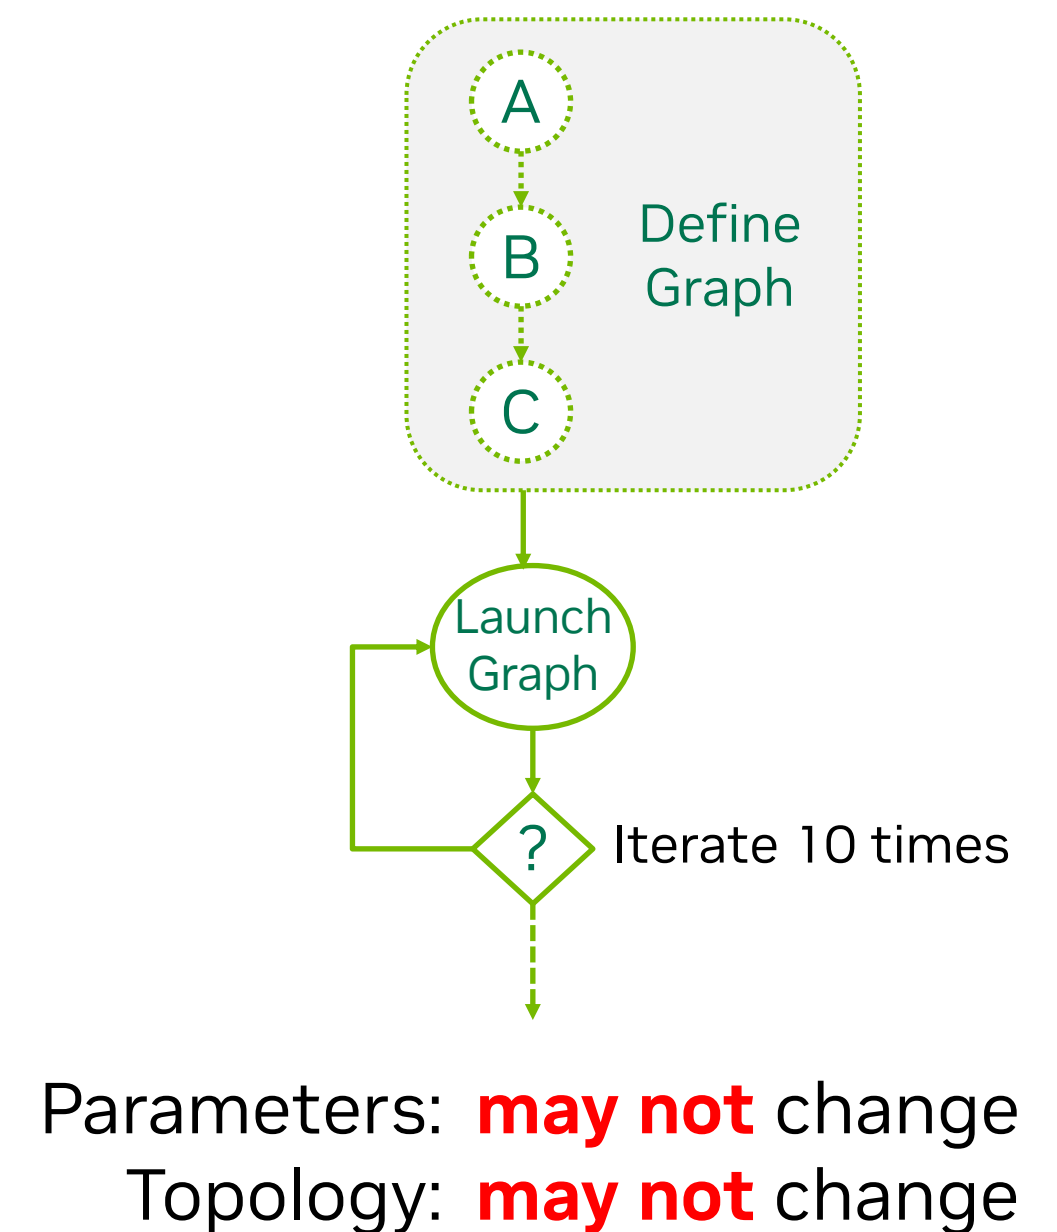 A
B
C
Define
Graph
Launch
Graph
?
Iterate 10 times
Parameters: may not change
Topology: may not change